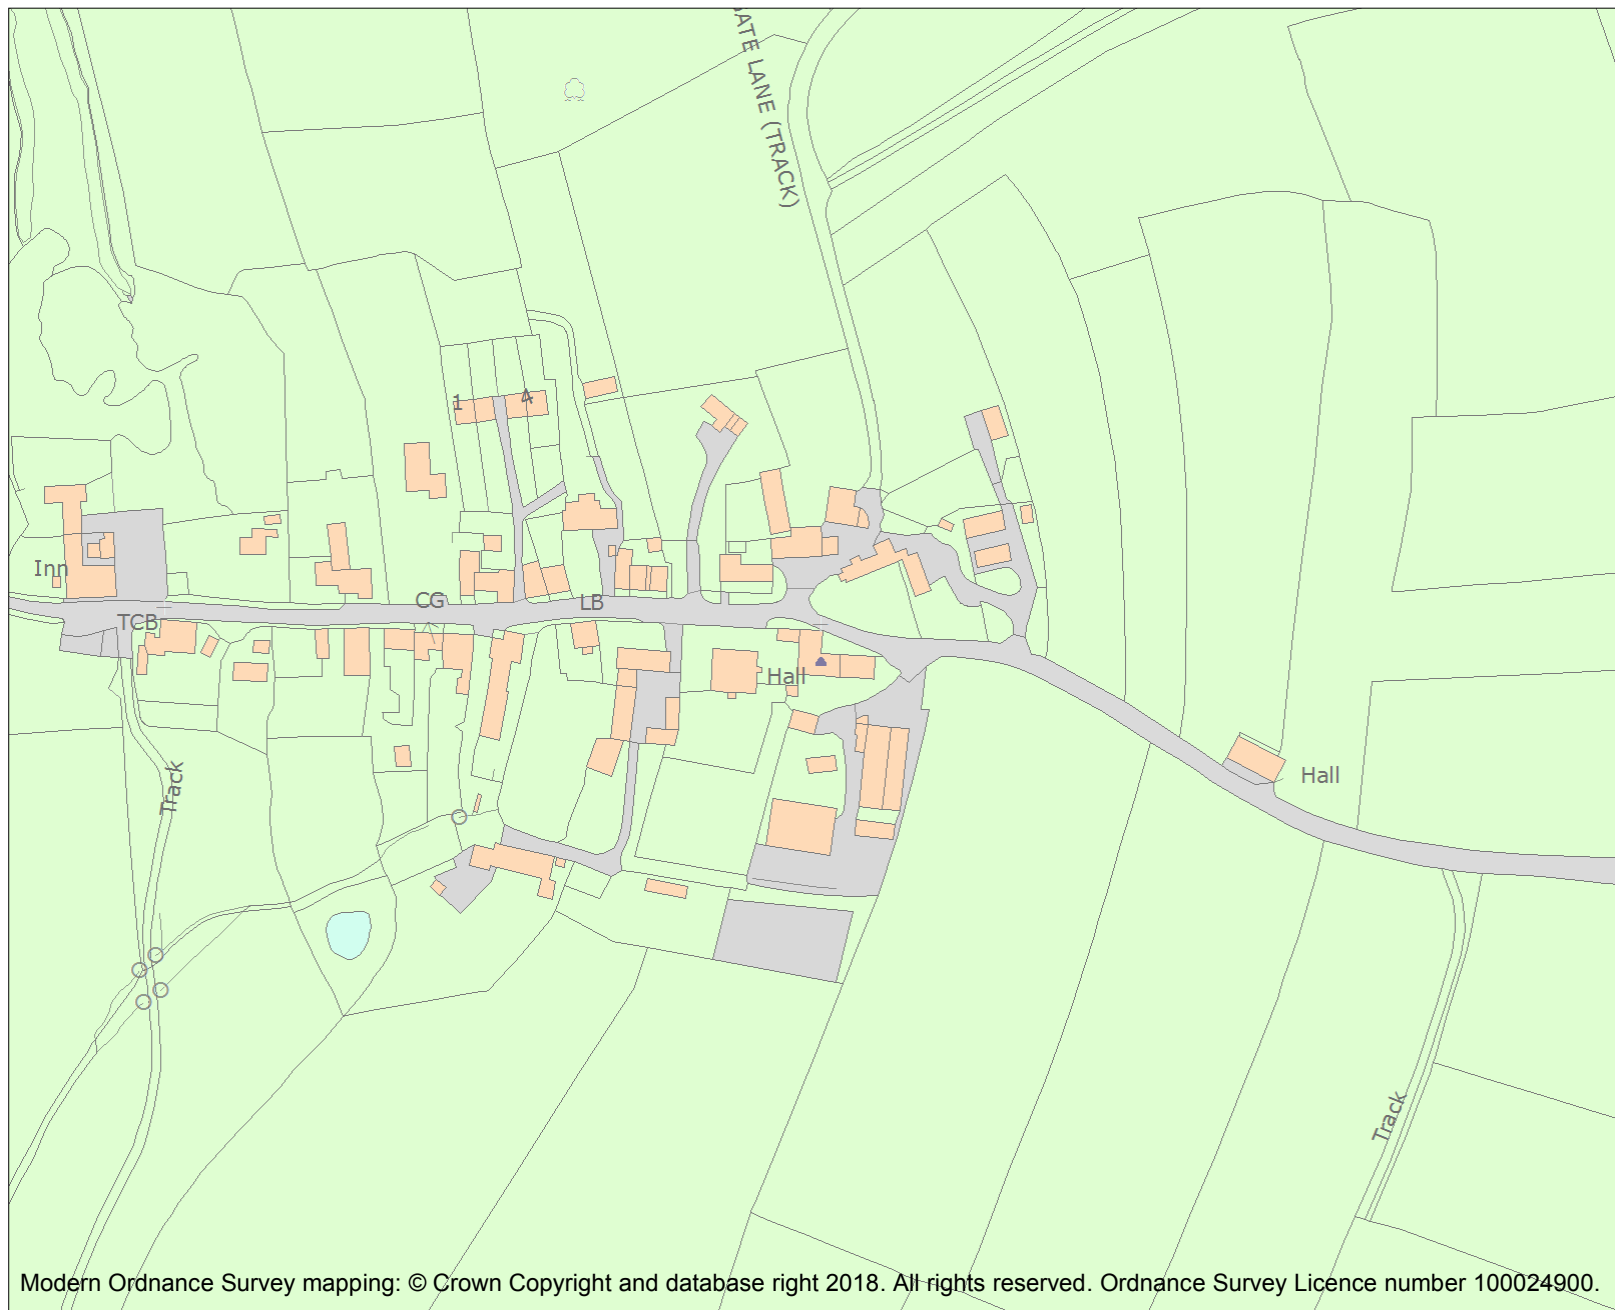 GATE LANE (TRACK)
1
4
Inn
CG
LB
TCB
Hall
Track
Hall
Track
Modern Ordnance Survey mapping: © Crown Copyright and database right 2018. All rights reserved. Ordnance Survey Licence number 100024900.